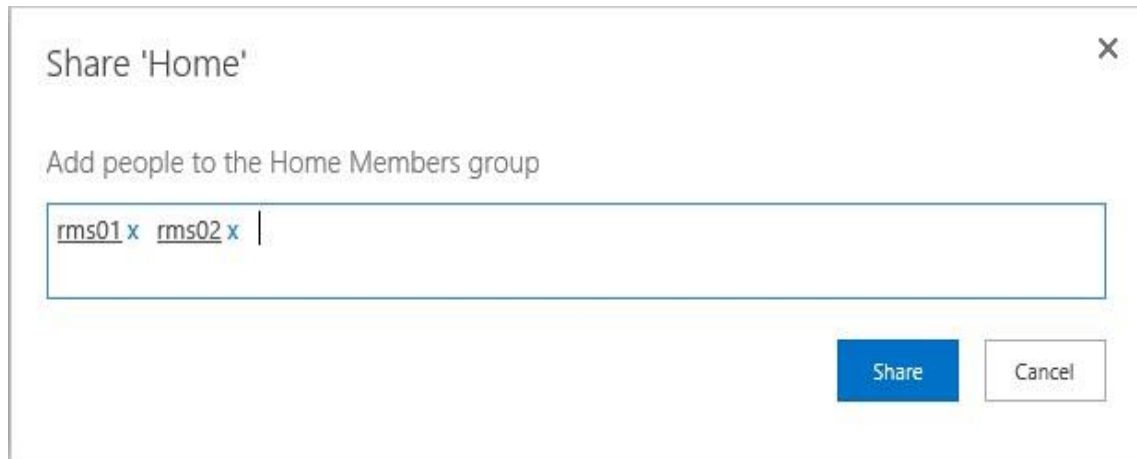 Share 'Home'
Add people to the Home Members group
rms01 x rms02 x
Share Cancel